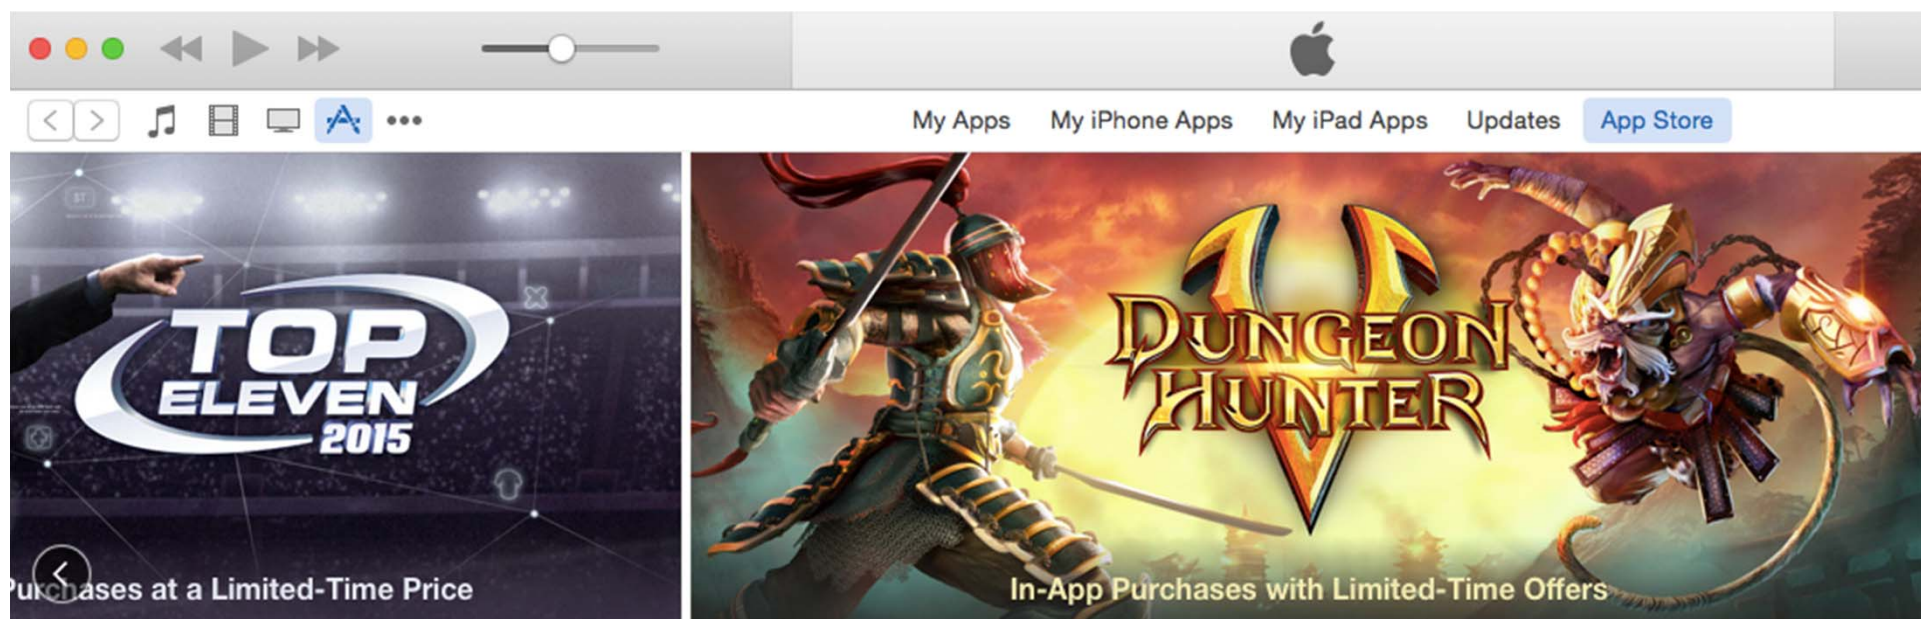 My Apps
My iPhone Apps
My iPad Apps
Updates
App Store
TOP
ELEVEN
2015
Purchases at a Limited-Time Price
DUNGEON
HUNTER
V
In-App Purchases with Limited-Time Offers